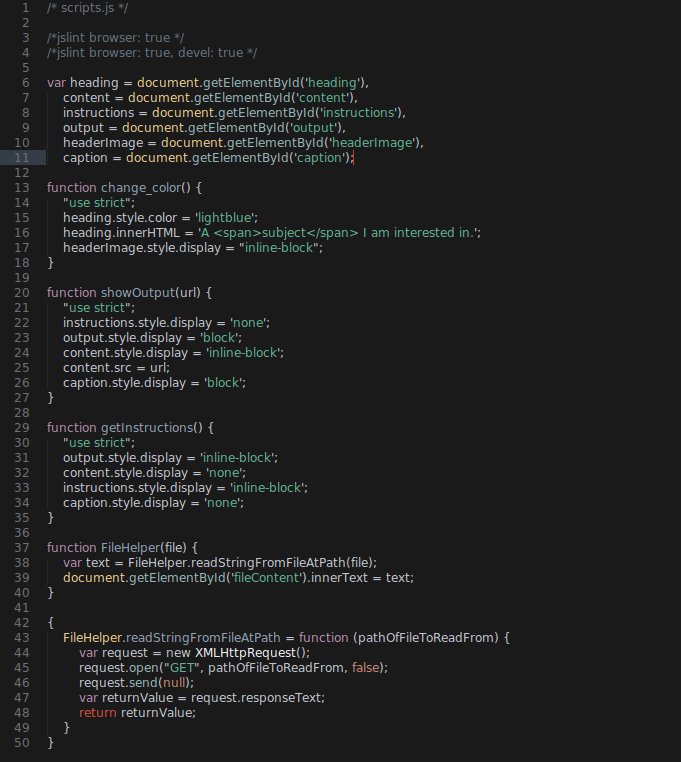 1 /* scripts.js */
2
3 /*jslint browser: true */
4 /*jslint browser: true, devel: true */
5
6 var heading = document.getElementById('heading'),
7     content = document.getElementById('content'),
8     instructions = document.getElementById('instructions'),
9     output = document.getElementById('output'),
10     headerImage = document.getElementById('headerImage'),
11     caption = document.getElementById('caption');
12
13 function change_color() {
14     "use strict";
15     heading.style.color = 'lightblue';
16     heading.innerHTML = 'A <span>subject</span> I am interested in.';
17     headerImage.style.display = "inline-block";
18 }
19
20 function showOutput(url) {
21     "use strict";
22     instructions.style.display = 'none';
23     output.style.display = 'block';
24     content.style.display = 'inline-block';
25     content.src = url;
26     caption.style.display = 'block';
27 }
28
29 function getInstructions() {
30     "use strict";
31     output.style.display = 'inline-block';
32     content.style.display = 'none';
33     instructions.style.display = 'inline-block';
34     caption.style.display = 'none';
35 }
36
37 function FileHelper(file) {
38     var text = FileHelper.readStringFromFileAtPath(file);
39     document.getElementById('fileContent').innerText = text;
40 }
41
42 {
43     FileHelper.readStringFromFileAtPath = function (pathOfFileToReadFrom) {
44         var request = new XMLHttpRequest();
45         request.open("GET", pathOfFileToReadFrom, false);
46         request.send(null);
47         var returnValue = request.responseText;
48         return returnValue;
49     }
50 }